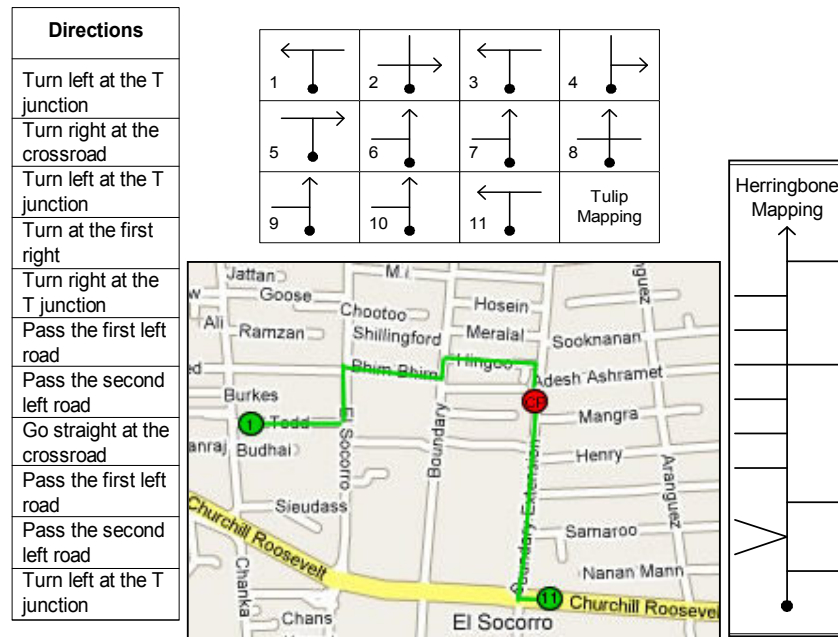 Directions
Turn left at the T
junction
Turn right at the
crossroad
Turn left at the T
junction
Turn at the first
right
Turn right at the
T junction
Pass the first left
road
Pass the second
left road
Go straight at the
crossroad
Pass the first left
road
Pass the second
left road
Turn left at the T
junction
1
2
3
4
5
6
7
8
9
10
11
Tulip
Mapping
Herringbone
Mapping
Jattan
M.i
Goose
Chootoo
Hosein
Aranguez
w
Ali
Ramzan
Shillingford
Meralal
Sooknanan
ed
Bhim Bhim
Hingoo
Adesh Ashramet
Burkes
CP
Mangra
1
Todd
El Socorro
Boundary
anraj
Budhai
Henry
Boundary Extension
Aranguez
Sieudass
Samaroo
Churchill Roosevelt
Nanan Mann
Chanka
11
Churchill Roosevel
Chans
El Socorro